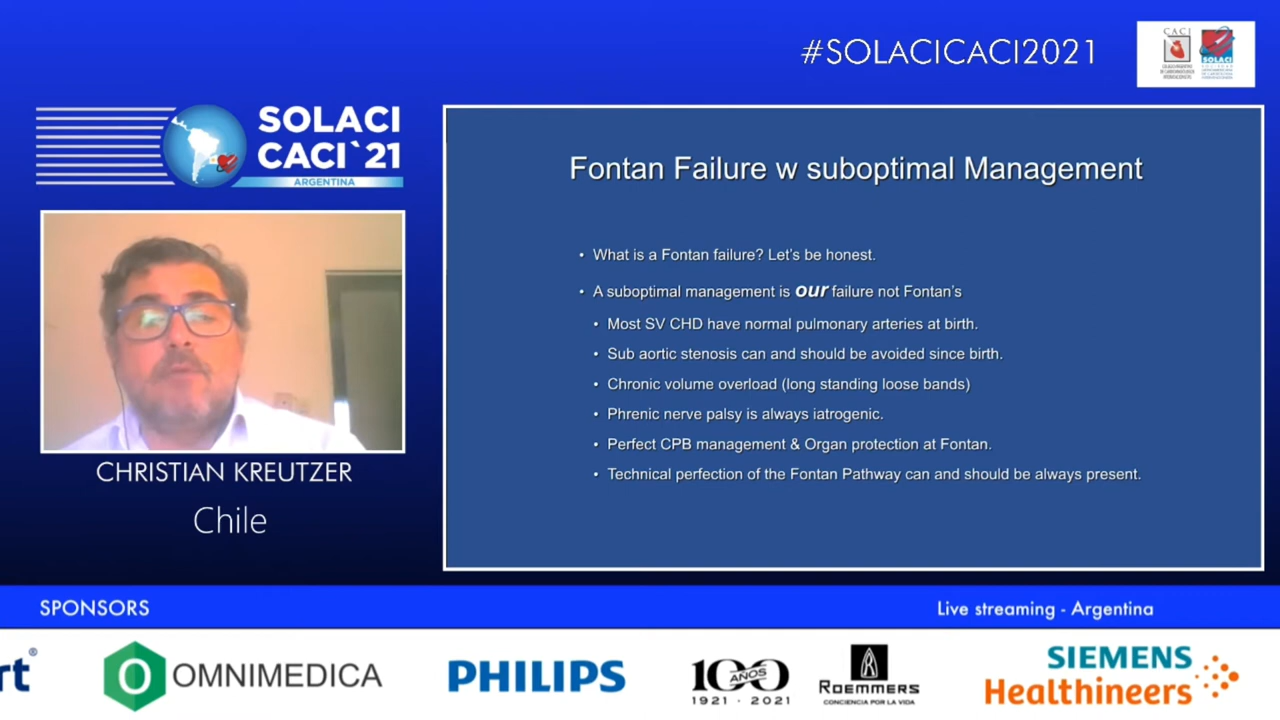 #SOLACICACI2021
CACI
SOLACI
SOLACI
CACI`21
ARGENTINA
Fontan Failure w suboptimal Management
• What is a Fontan failure? Let's be honest.
• A suboptimal management is our failure not Fontan's
• Most SV CHD have normal pulmonary arteries at birth.
• Sub aortic stenosis can and should be avoided since birth.
• Chronic volume overload (long standing loose bands)
• Phrenic nerve palsy is always iatrogenic.
• Perfect CPB management & Organ protection at Fontan.
• Technical perfection of the Fontan Pathway can and should be always present.
CHRISTIAN KREUTZER
Chile
SPONSORS
Live streaming - Argentina
rt®
OMNIMEDICA
PHILIPS
100 AÑOS
1921 - 2021
ROEMMERS
CONCIENCIA POR LA VIDA
SIEMENS
Healthineers